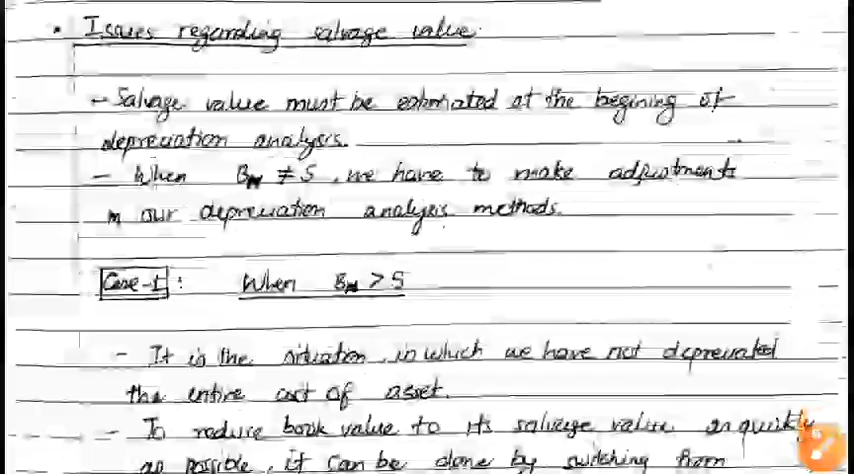 • Issues regarding salvage value.
- Salvage value must be estimated at the begining of
depreciation analysis.
- When B_N ≠ S, we have to make adjustments
in our depreciation analysis methods.
Case-I : When B_N > S
- It is the situation in which we have not depreciated
the entire cost of asset.
- To reduce book value to its salvage value as quickly
as possible, it can be done by switching from